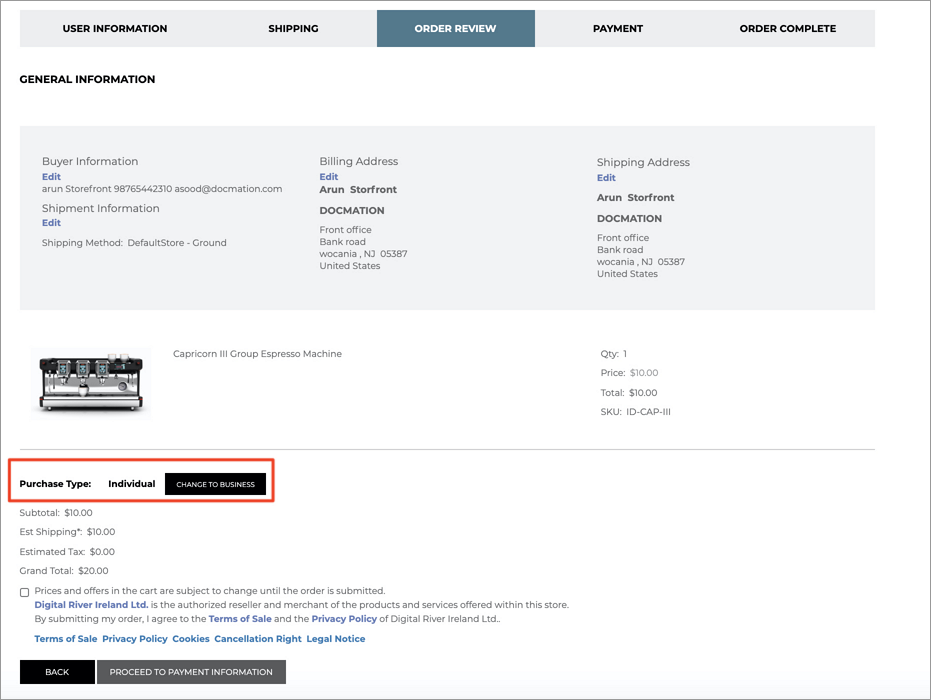 USER INFORMATION SHIPPING ORDER REVIEW PAYMENT ORDER COMPLETE
GENERAL INFORMATION
Buyer Information
Edit
arun Storefront 98765442310 asood@docmation.com
Shipment Information
Edit
Shipping Method: DefaultStore - Ground
Billing Address
Edit
Arun Storfront
DOCMATION
Front office
Bank road
wocania , NJ 05387
United States
Shipping Address
Edit
Arun Storfront
DOCMATION
Front office
Bank road
wocania , NJ 05387
United States
Capricorn III Group Espresso Machine
Qty: 1
Price: $10.00
Total: $10.00
SKU: ID-CAP-III
Purchase Type: Individual CHANGE TO BUSINESS
Subtotal: $10.00
Est Shipping*: $10.00
Estimated Tax: $0.00
Grand Total: $20.00
Prices and offers in the cart are subject to change until the order is submitted.
Digital River Ireland Ltd. is the authorized reseller and merchant of the products and services offered within this store.
By submitting my order, I agree to the Terms of Sale and the Privacy Policy of Digital River Ireland Ltd..
Terms of Sale Privacy Policy Cookies Cancellation Right Legal Notice
BACK PROCEED TO PAYMENT INFORMATION